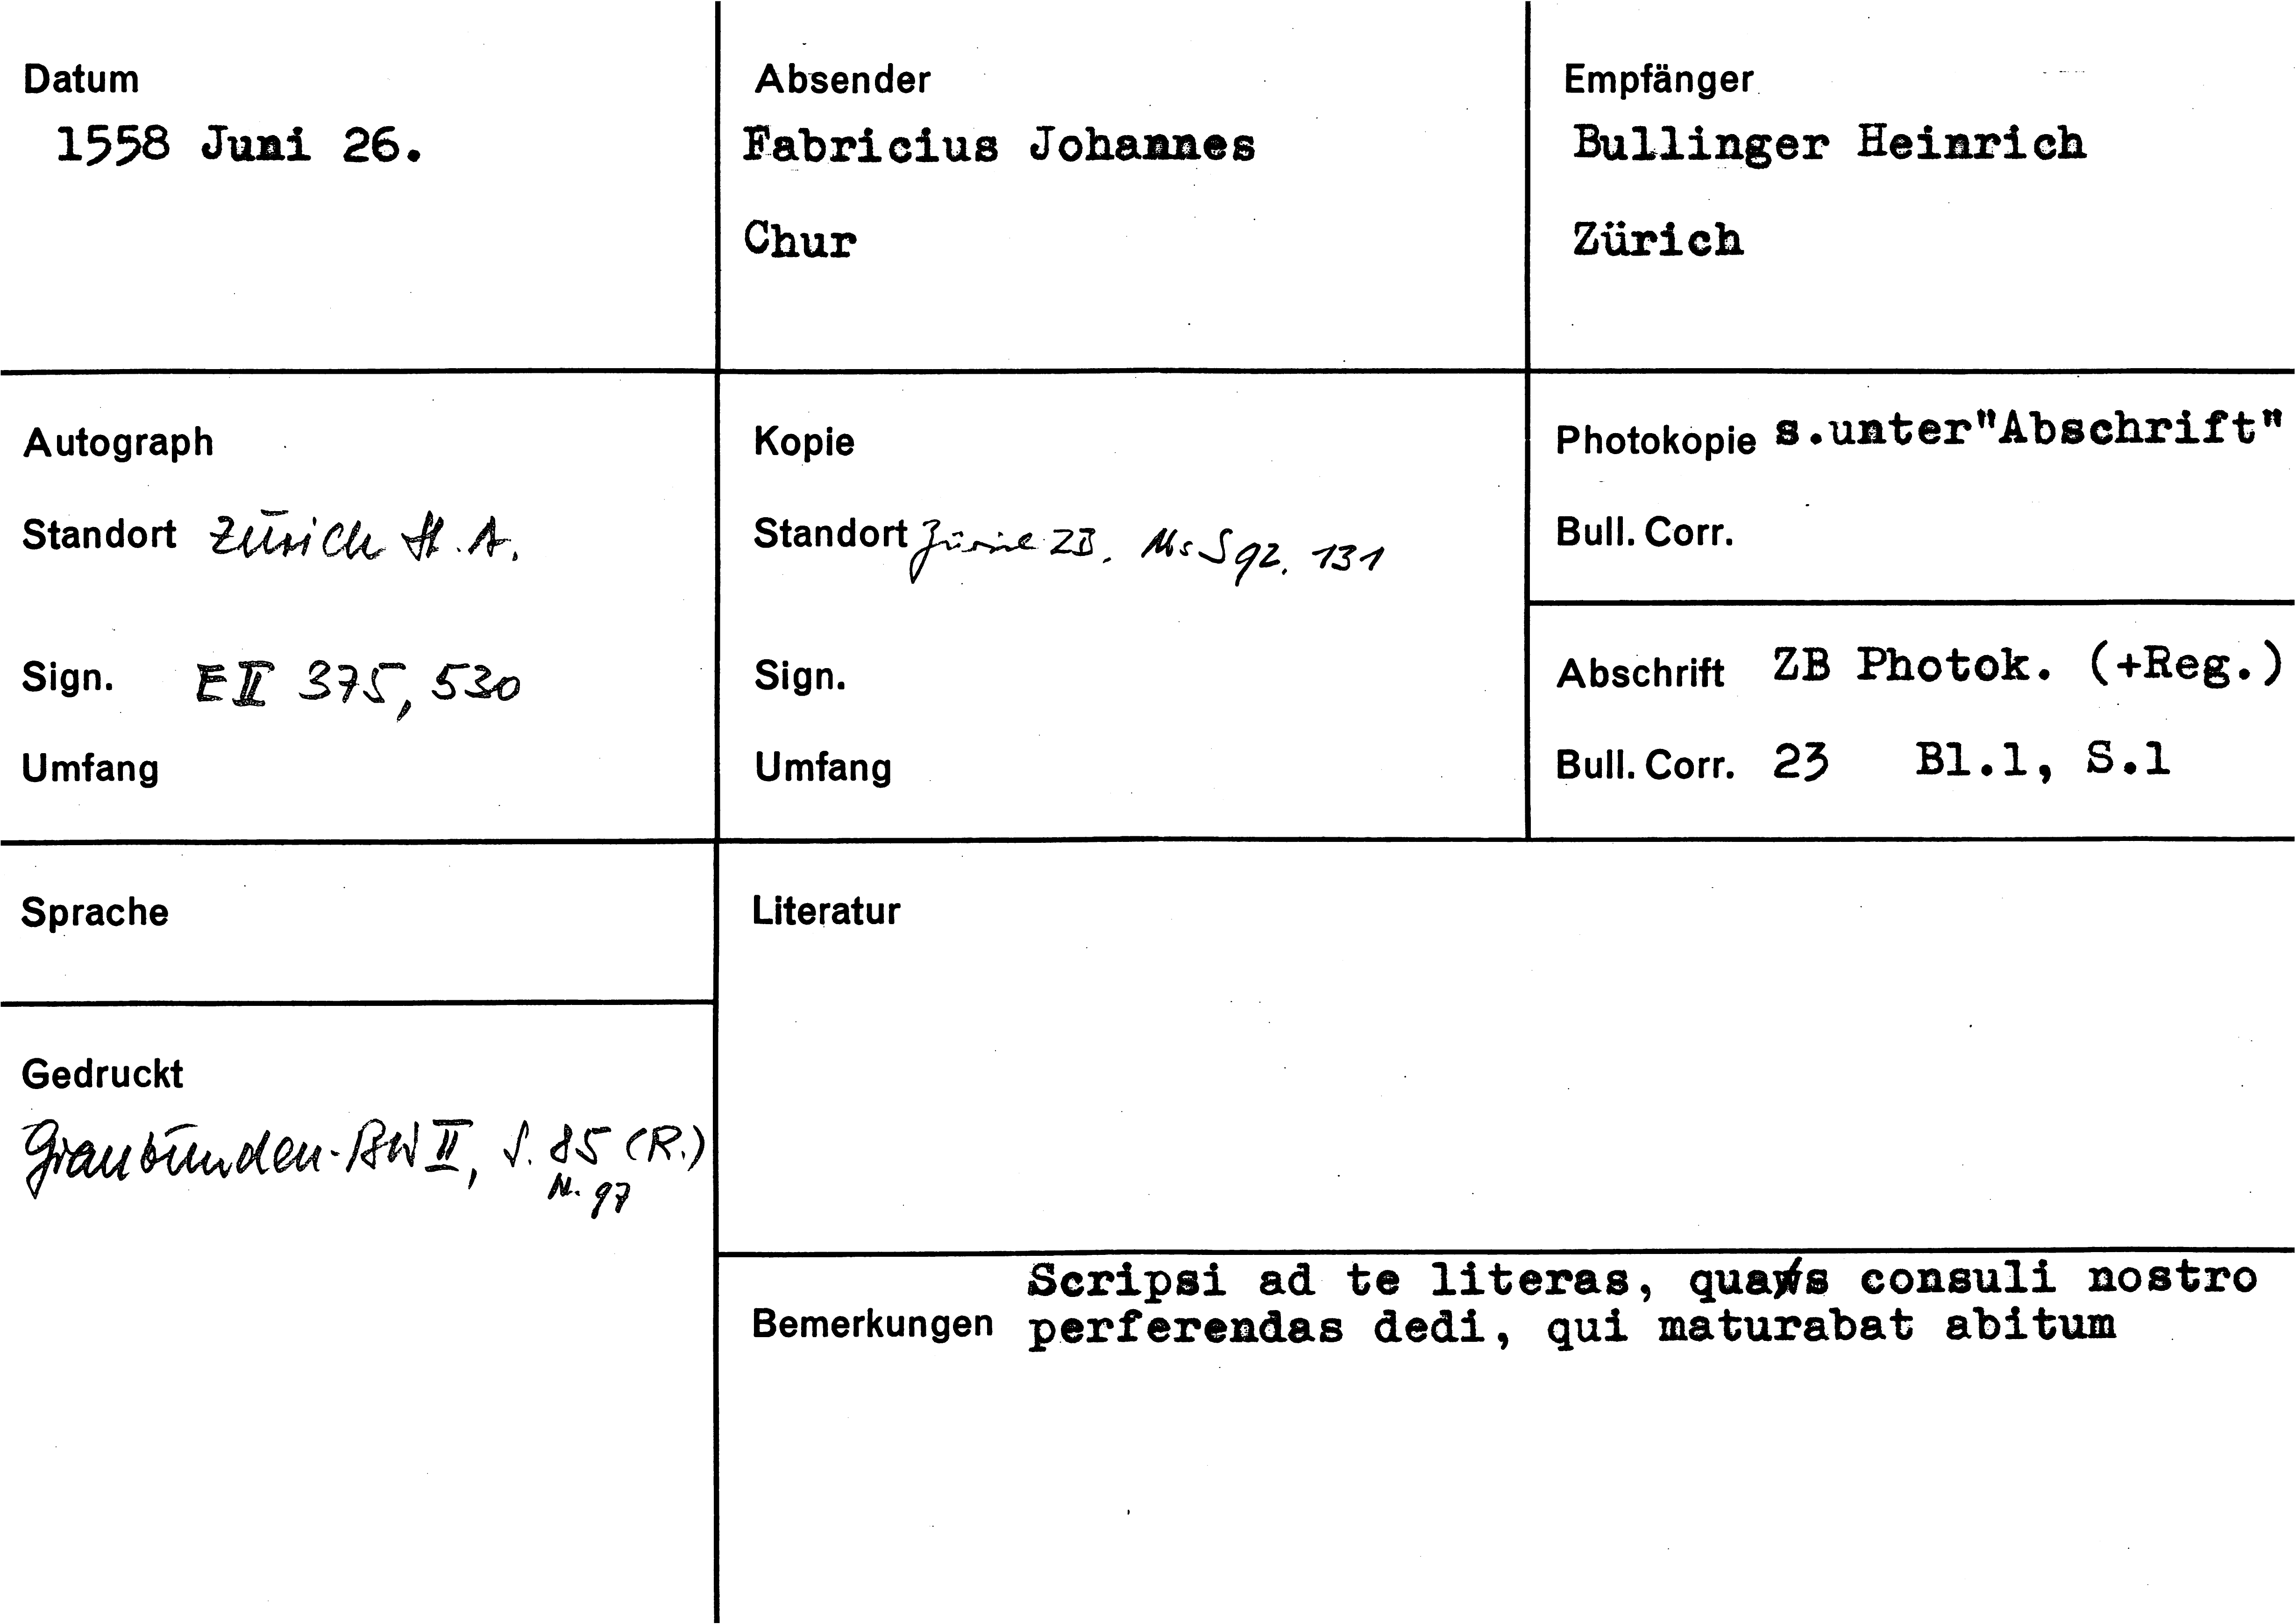 Datum
1558 Juni 26.
Absender
Fabricius Johannes
Chur
Empfänger
Bullinger Heinrich
Zürich
Autograph
Standort Zürich St. A.
Sign. E II 375, 530
Umfang
Kopie
Standort Zürich ZB. Ms S 92, 131
Sign.
Umfang
Photokopie s.unter"Abschrift"
Bull. Corr.
Abschrift ZB Photok. (+Reg.)
Bull. Corr. 23 Bl.1, S.1
Sprache
Gedruckt
Graubünden-BW II, S. 85 (R.)
N. 97
Literatur
Bemerkungen
Scripsi ad te literas, quas consuli nostro
perferendas dedi, qui maturabat abitum